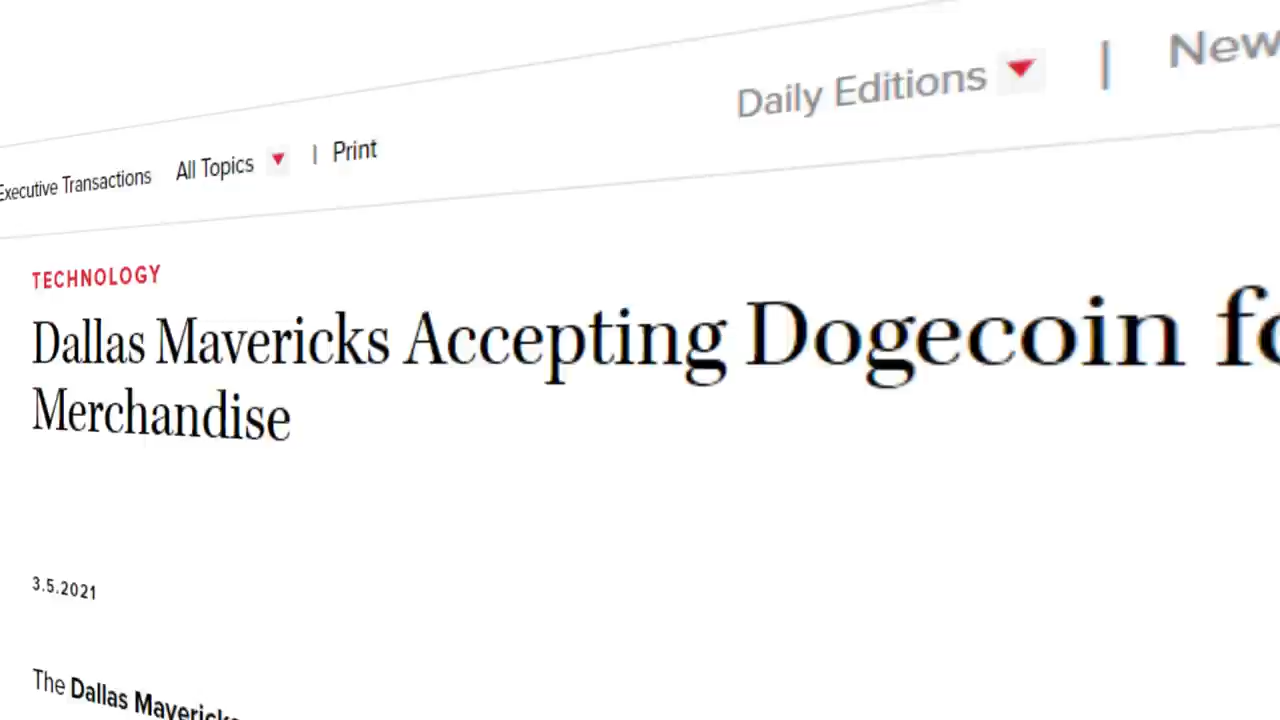 Daily Editions | New
Executive Transactions All Topics | Print
TECHNOLOGY
Dallas Mavericks Accepting Dogecoin fo
Merchandise
3.5.2021
The Dallas Mavericks